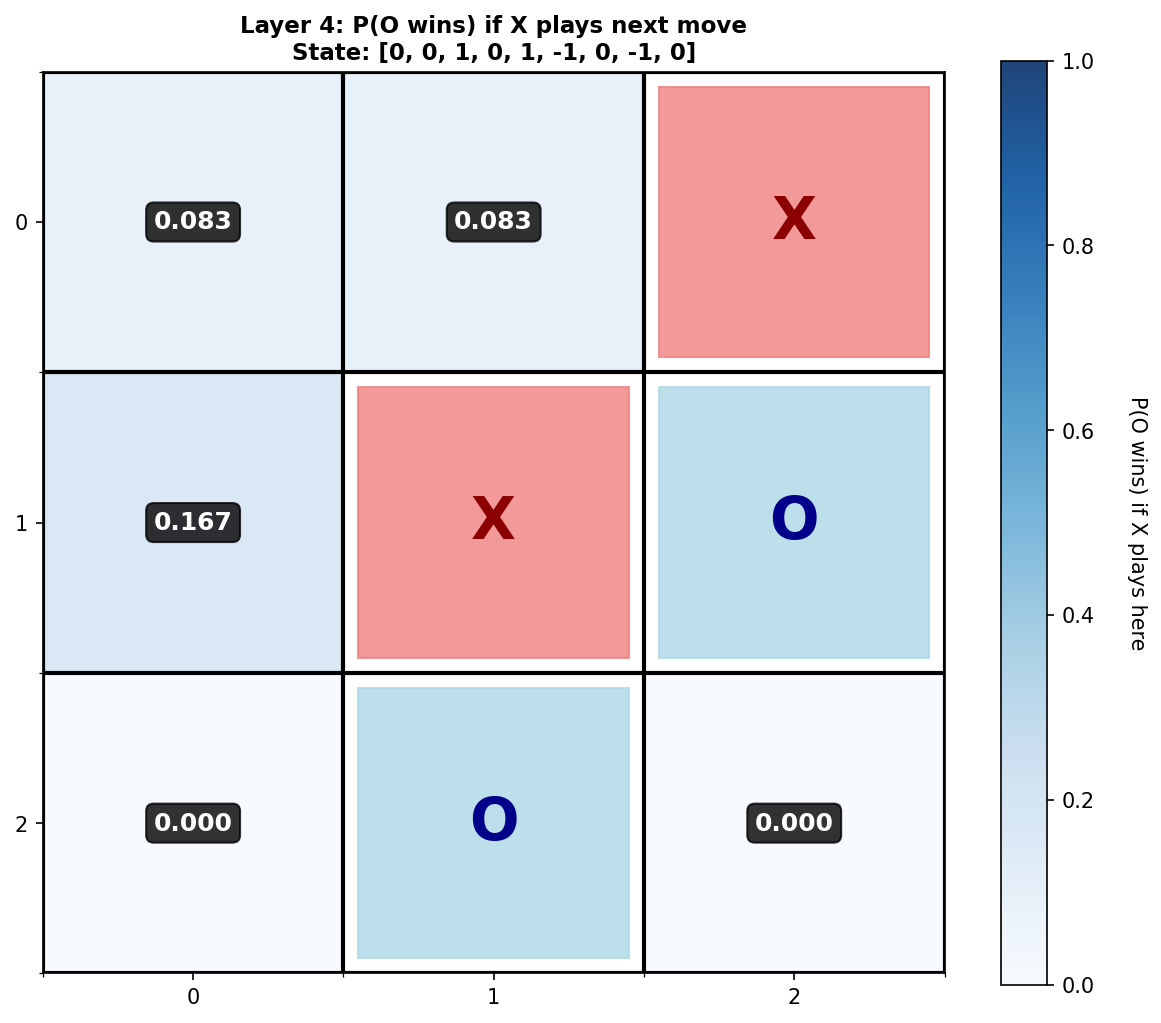 Layer 4: P(O wins) if X plays next move
State: [0, 0, 1, 0, 1, -1, 0, -1, 0]
0
0.083
0.083
X
1
0.167
X
O
2
0.000
O
0.000
0
1
2
1.0
0.8
0.6
0.4
0.2
0.0
P(O wins) if X plays here